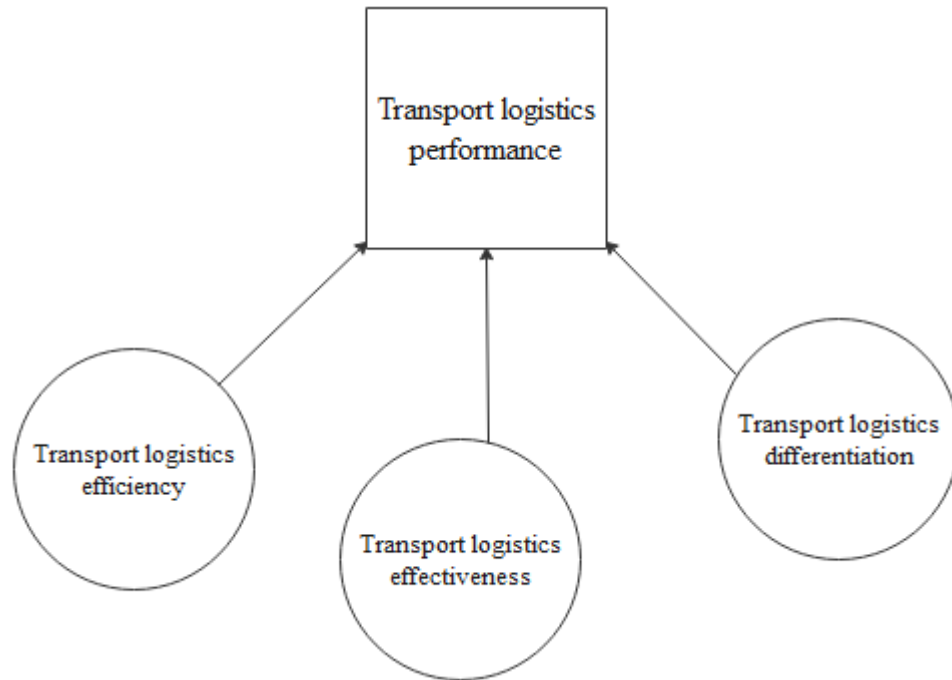 Transport logistics
performance
Transport logistics
efficiency
Transport logistics
effectiveness
Transport logistics
differentiation